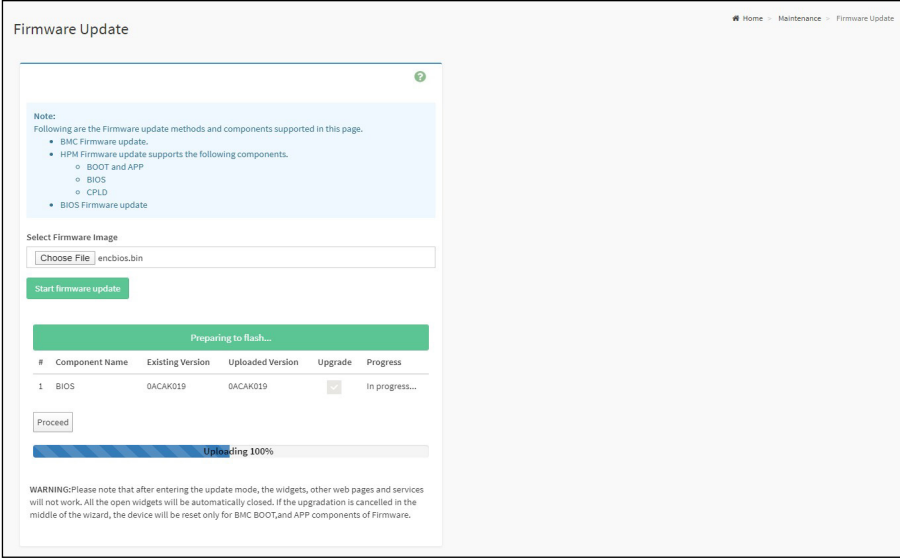 Firmware Update
Home > Maintenance > Firmware Update
Note:
Following are the Firmware update methods and components supported in this page.
BMC Firmware update.
HPM Firmware update supports the following components.
BOOT and APP
BIOS
CPLD
BIOS Firmware update
Select Firmware Image
Choose File encbios.bin
Start firmware update
Preparing to flash...
# Component Name Existing Version Uploaded Version Upgrade Progress
1 BIOS 0ACAK019 0ACAK019 In progress...
Proceed
Uploading 100%
WARNING:Please note that after entering the update mode, the widgets, other web pages and services
will not work. All the open widgets will be automatically closed. If the upgradation is cancelled in the
middle of the wizard, the device will be reset only for BMC BOOT,and APP components of Firmware.